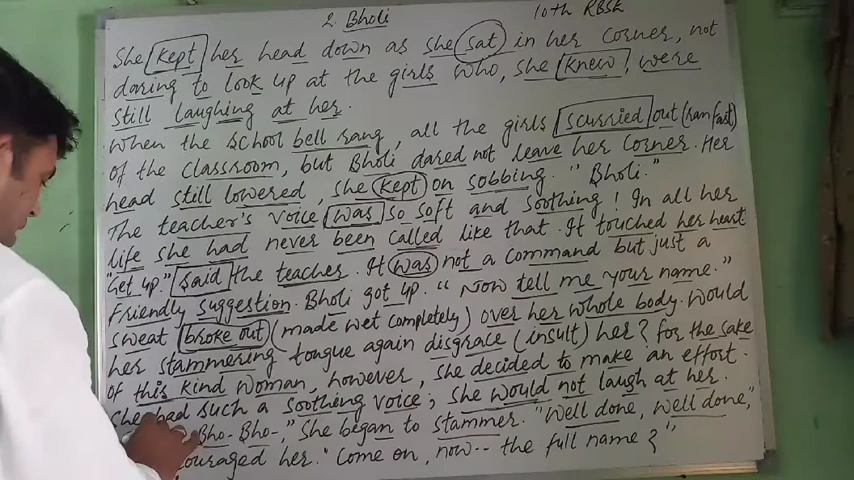 2. Bholi 10th RBSE
She kept her head down as she sat in her corner, not
daring to look up at the girls who, she knew, were
still laughing at her.
When the school bell rang, all the girls scurried out (ran fast)
of the classroom, but Bholi dared not leave her corner. Her
head still lowered, she kept on sobbing. "Bholi."
The teacher's voice was so soft and soothing! In all her
life she had never been called like that. It touched her heart
"Get up." said the teacher. It was not a command but just a
friendly suggestion. Bholi got up. "Now tell me your name."
Sweat broke out (made wet completely) over her whole body. Would
her stammering tongue again disgrace (insult) her? For the sake
of this kind woman, however, she decided to make an effort.
She had such a soothing voice; she would not laugh at her.
Bho- Bho-," She began to stammer. "Well done, well done,"
her. "Come on, now-- the full name?"